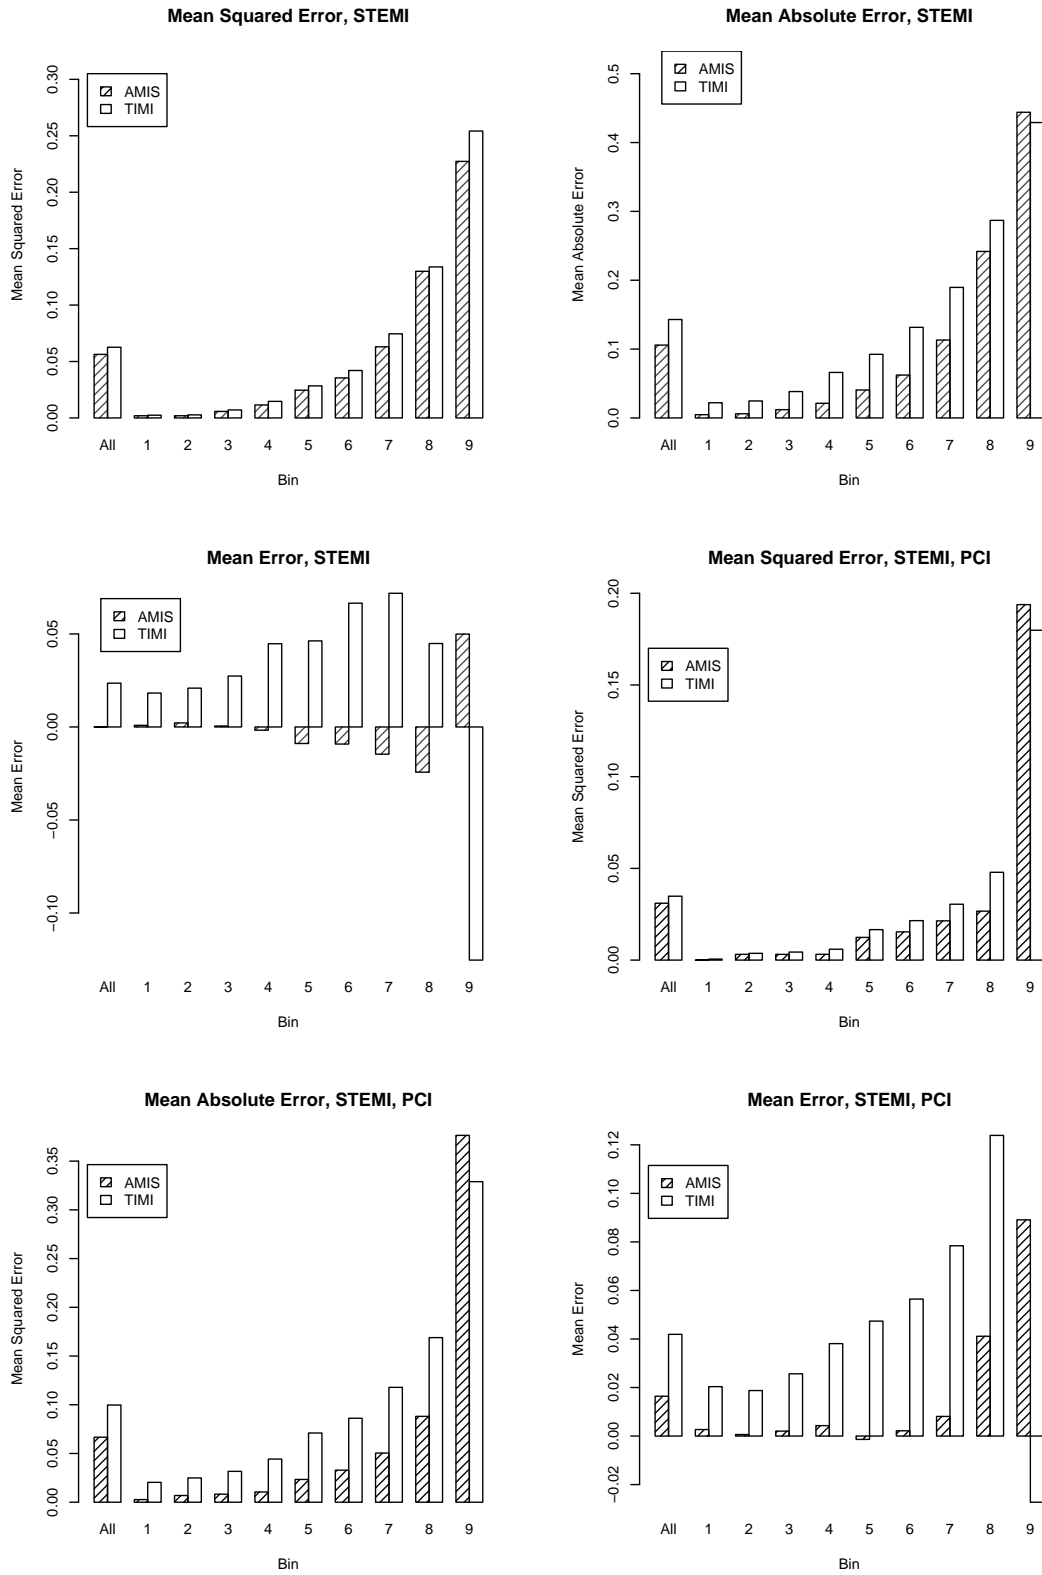 Mean Squared Error, STEMI
Mean Squared Error
0.00 0.05 0.10 0.15 0.20 0.25 0.30
AMIS
TIMI
All 1 2 3 4 5 6 7 8 9
Bin
Mean Absolute Error, STEMI
Mean Absolute Error
0.0 0.1 0.2 0.3 0.4 0.5
AMIS
TIMI
All 1 2 3 4 5 6 7 8 9
Bin
Mean Error, STEMI
Mean Error
−0.10 −0.05 0.00 0.05
AMIS
TIMI
All 1 2 3 4 5 6 7 8 9
Bin
Mean Squared Error, STEMI, PCI
Mean Squared Error
0.00 0.05 0.10 0.15 0.20
AMIS
TIMI
All 1 2 3 4 5 6 7 8 9
Bin
Mean Absolute Error, STEMI, PCI
Mean Squared Error
0.00 0.05 0.10 0.15 0.20 0.25 0.30 0.35
AMIS
TIMI
All 1 2 3 4 5 6 7 8 9
Bin
Mean Error, STEMI, PCI
Mean Error
−0.02 0.00 0.02 0.04 0.06 0.08 0.10 0.12
AMIS
TIMI
All 1 2 3 4 5 6 7 8 9
Bin